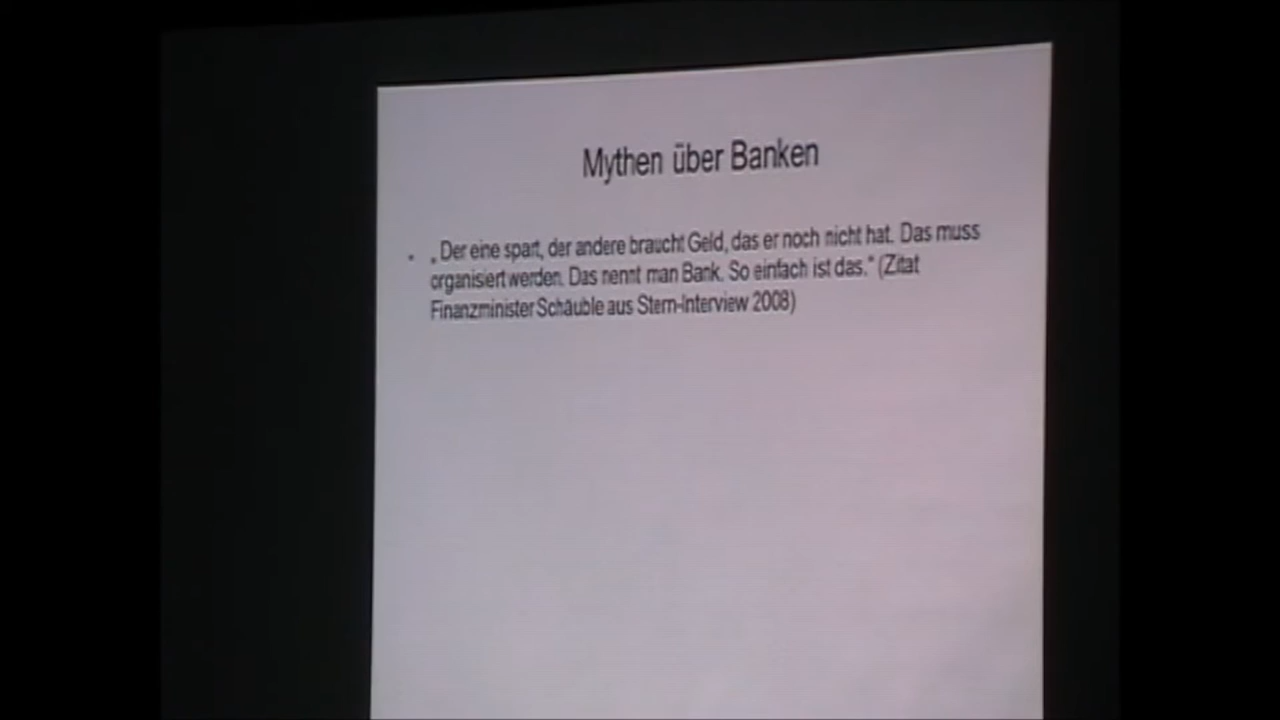 Mythen über Banken
• „Der eine spart, der andere braucht Geld, das er noch nicht hat. Das muss
organisiert werden. Das nennt man Bank. So einfach ist das.“ (Zitat
Finanzminister Schäuble aus Stern-Interview 2008)